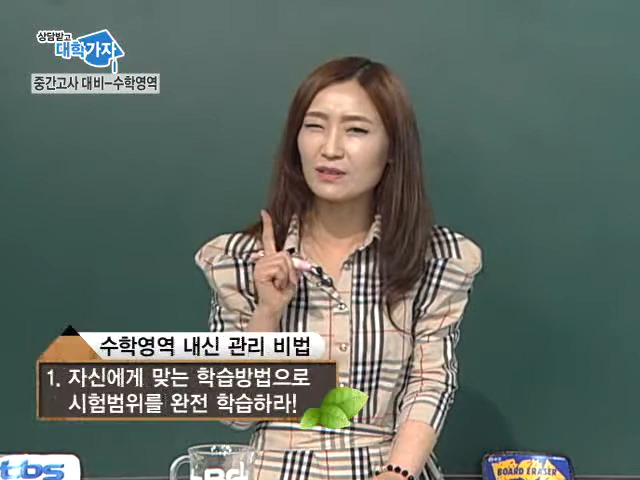 상담받고
대학가자
중간고사 대비-수학영역
수학영역 내신 관리 비법
1. 자신에게 맞는 학습방법으로
시험범위를 완전 학습하라!
tbs
BOARD ERASER